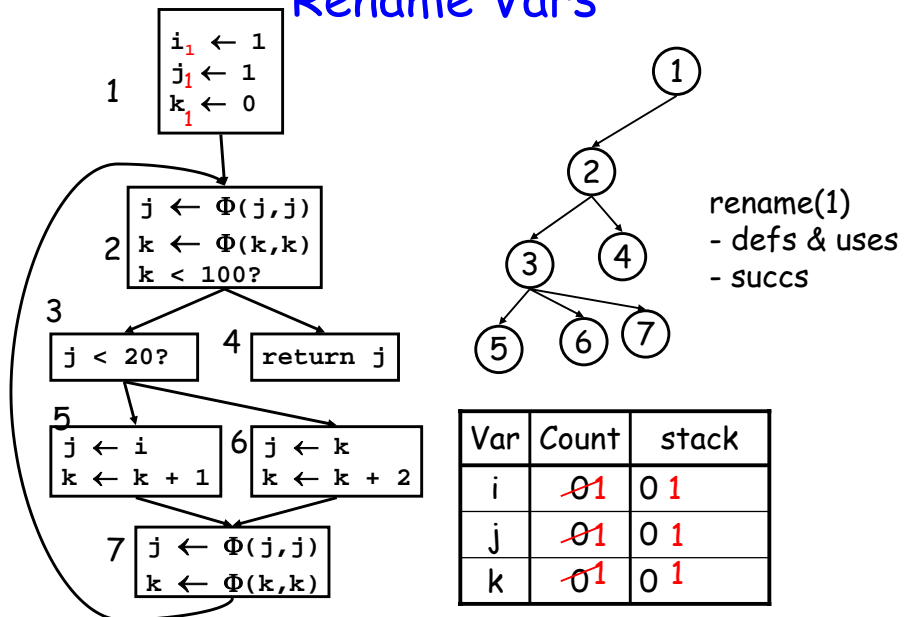 Rename Vars
1
i₁ ← 1
j₁ ← 1
k₁ ← 0
2
j ← Φ(j,j)
k ← Φ(k,k)
k < 100?
3
j < 20?
4
return j
5
j ← i
k ← k + 1
6
j ← k
k ← k + 2
7
j ← Φ(j,j)
k ← Φ(k,k)
1
2
3
4
5
6
7
rename(1)
- defs & uses
- succs
Var Count stack
i 0 1 0 1
j 0 1 0 1
k 0 1 0 1